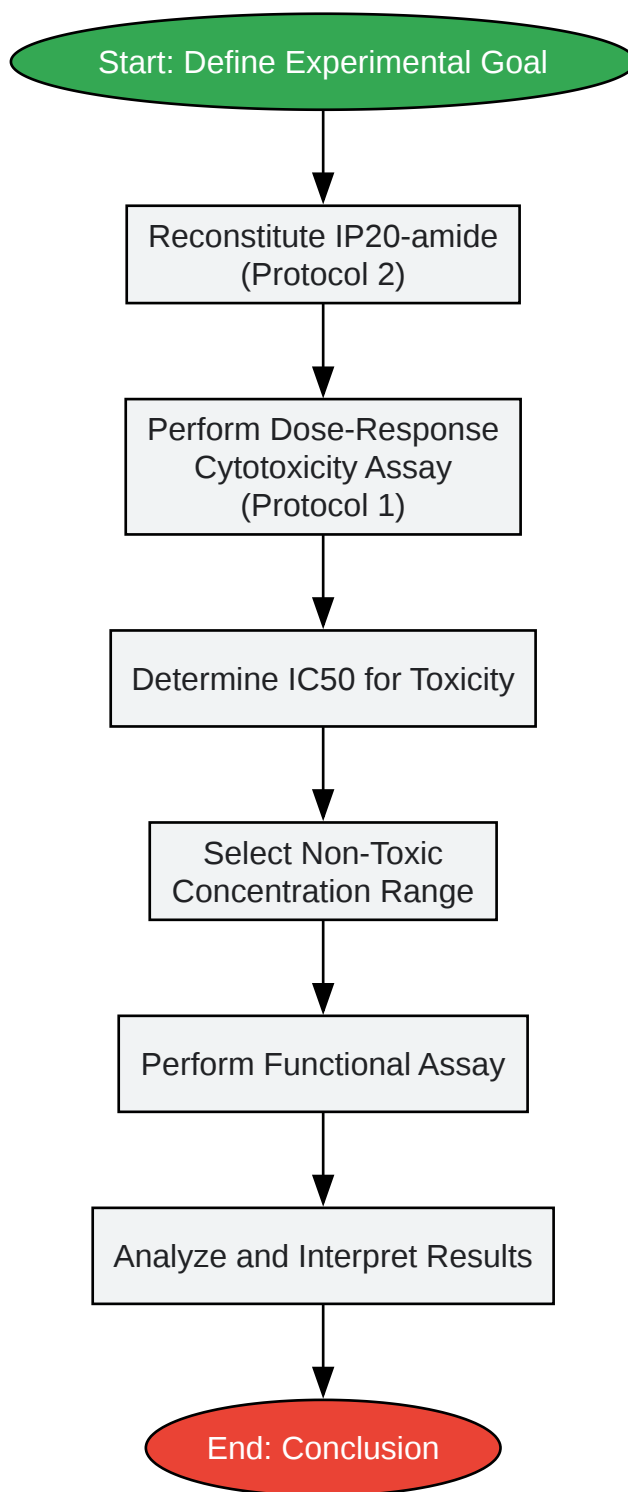 Start: Define Experimental Goal
Reconstitute IP20-amide
(Protocol 2)
Perform Dose-Response
Cytotoxicity Assay
(Protocol 1)
Determine IC50 for Toxicity
Select Non-Toxic
Concentration Range
Perform Functional Assay
Analyze and Interpret Results
End: Conclusion